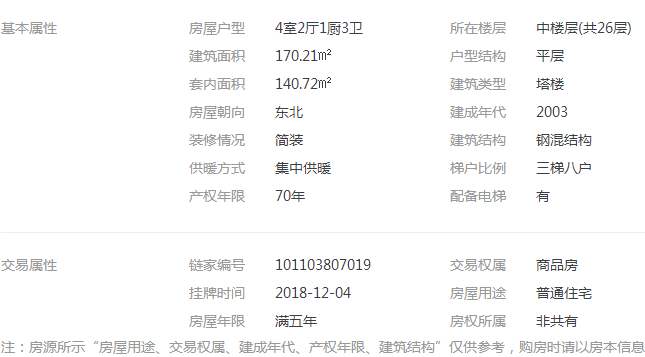 基本属性 房屋户型 4室2厅1厨3卫 所在楼层 中楼层(共26层)
建筑面积 170.21㎡ 户型结构 平层
套内面积 140.72㎡ 建筑类型 塔楼
房屋朝向 东北 建成年代 2003
装修情况 简装 建筑结构 钢混结构
供暖方式 集中供暖 梯户比例 三梯八户
产权年限 70年 配备电梯 有
交易属性 链家编号 101103807019 交易权属 商品房
挂牌时间 2018-12-04 房屋用途 普通住宅
房屋年限 满五年 房权所属 非共有
注：房源所示“房屋用途、交易权属、建成年代、产权年限、建筑结构”仅供参考，购房时请以房本信息